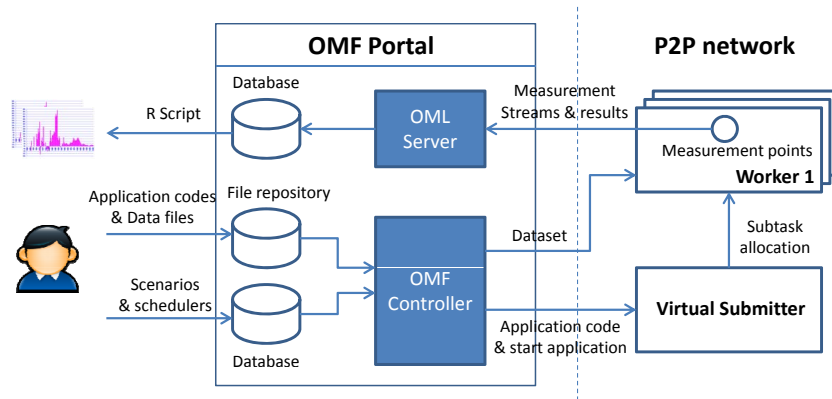 OMF Portal
P2P network
Database
Measurement
Streams & results
R Script
OML
Server
Measurement points
Worker 1
Application codes
& Data files
File repository
Dataset
Subtask
allocation
Scenarios
& schedulers
OMF
Controller
Virtual Submitter
Application code
& start application
Database